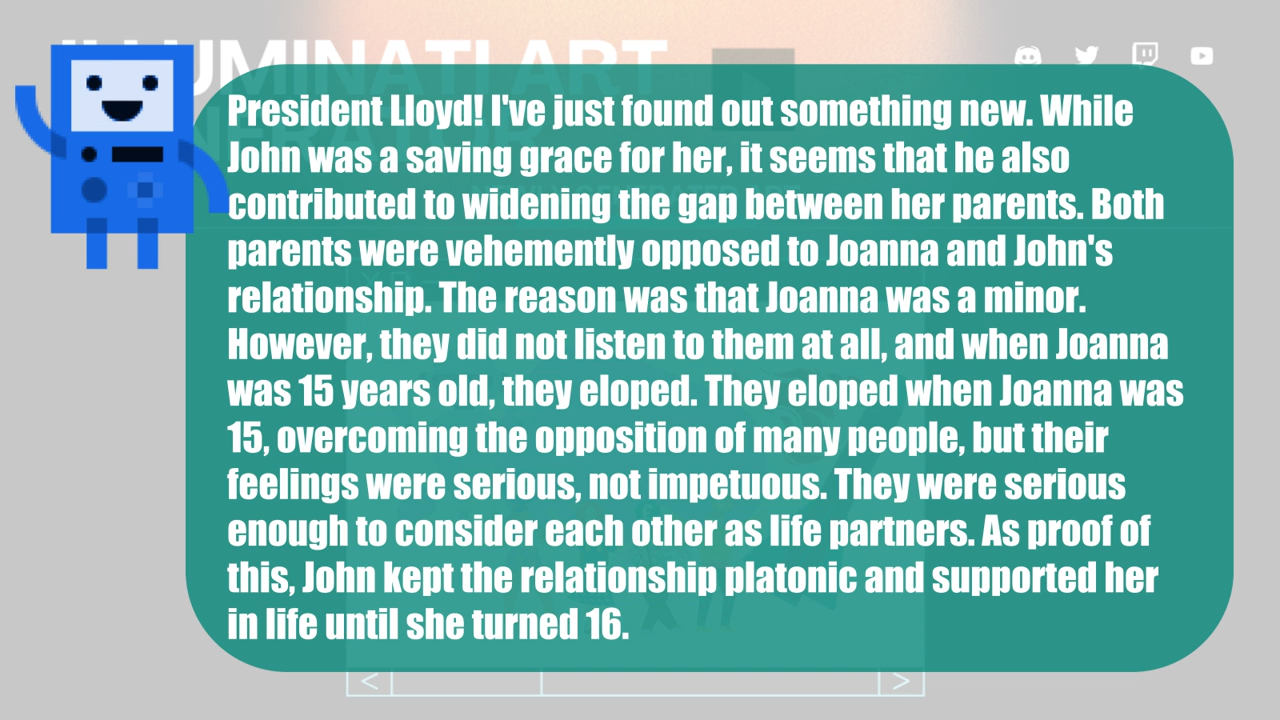 ILLUMINATI ART
President Lloyd! I've just found out something new. While
John was a saving grace for her, it seems that he also
contributed to widening the gap between her parents. Both
parents were vehemently opposed to Joanna and John's
relationship. The reason was that Joanna was a minor.
However, they did not listen to them at all, and when Joanna
was 15 years old, they eloped. They eloped when Joanna was
15, overcoming the opposition of many people, but their
feelings were serious, not impetuous. They were serious
enough to consider each other as life partners. As proof of
this, John kept the relationship platonic and supported her
in life until she turned 16.
< >